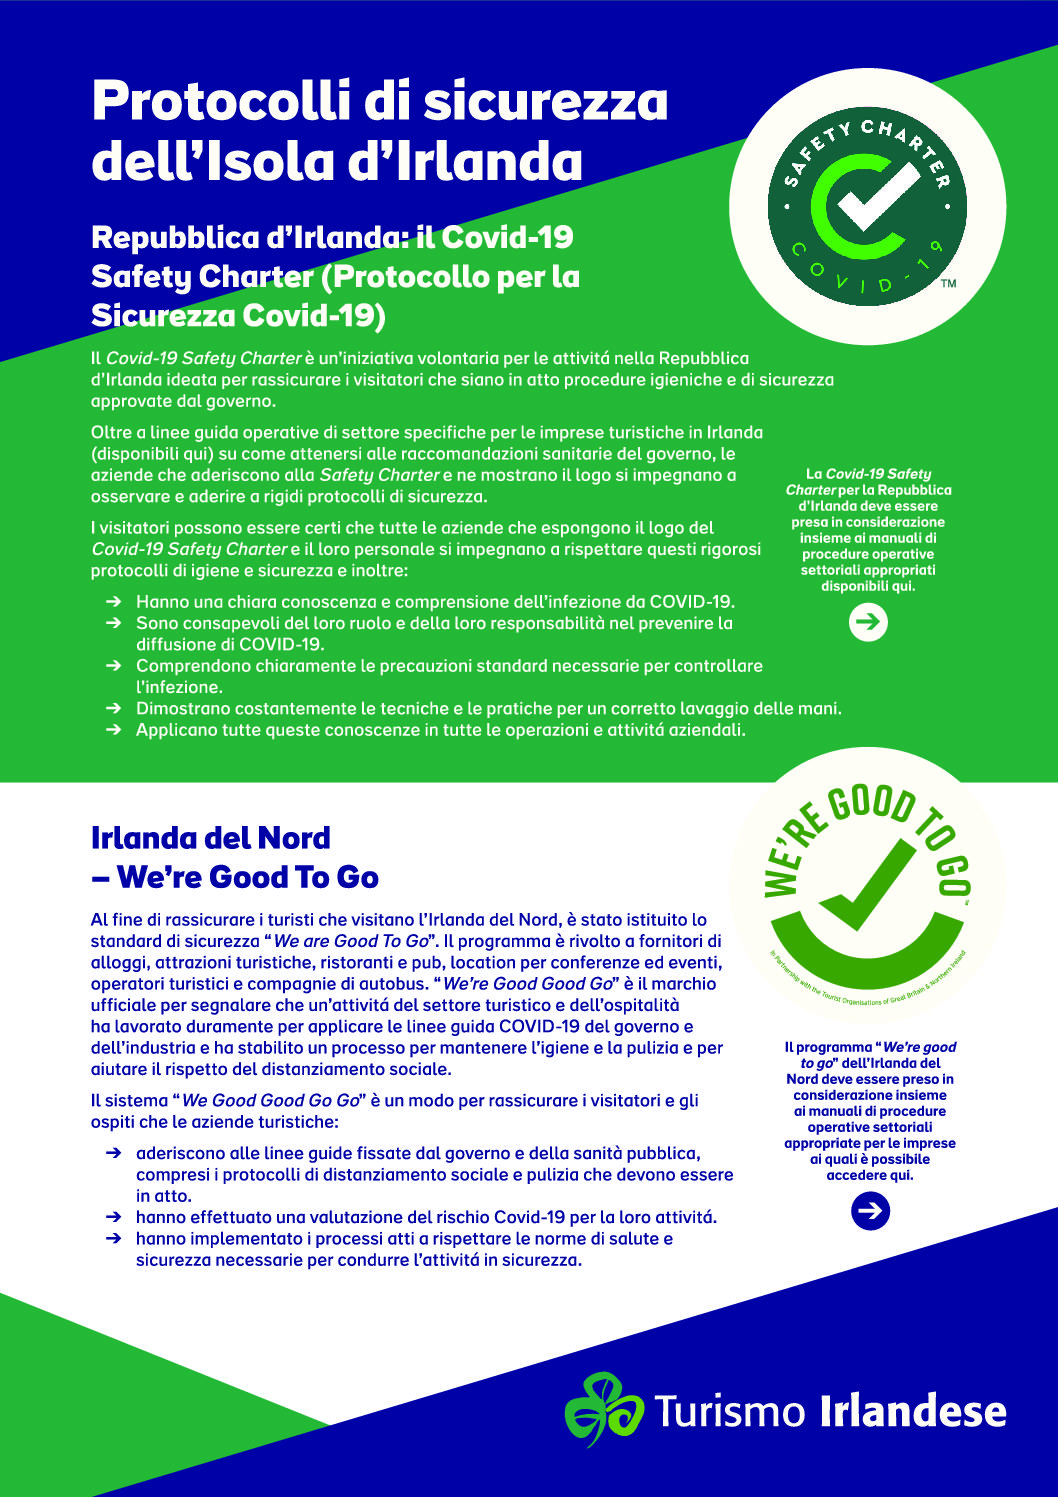 Protocolli di sicurezza
dell'Isola d'Irlanda
SAFETY CHARTER
COVID-19
TM
Repubblica d'Irlanda: il Covid-19
Safety Charter (Protocollo per la
Sicurezza Covid-19)
Il Covid-19 Safety Charter è un'iniziativa volontaria per le attivitá nella Repubblica
d'Irlanda ideata per rassicurare i visitatori che siano in atto procedure igieniche e di sicurezza
approvate dal governo.
Oltre a linee guida operative di settore specifiche per le imprese turistiche in Irlanda
(disponibili qui) su come attenersi alle raccomandazioni sanitarie del governo, le
aziende che aderiscono alla Safety Charter e ne mostrano il logo si impegnano a
osservare e aderire a rigidi protocolli di sicurezza.
I visitatori possono essere certi che tutte le aziende che espongono il logo del
Covid-19 Safety Charter e il loro personale si impegnano a rispettare questi rigorosi
protocolli di igiene e sicurezza e inoltre:
➔ Hanno una chiara conoscenza e comprensione dell'infezione da COVID-19.
➔ Sono consapevoli del loro ruolo e della loro responsabilità nel prevenire la
diffusione di COVID-19.
➔ Comprendono chiaramente le precauzioni standard necessarie per controllare
l'infezione.
➔ Dimostrano costantemente le tecniche e le pratiche per un corretto lavaggio delle mani.
➔ Applicano tutte queste conoscenze in tutte le operazioni e attivitá aziendali.
La Covid-19 Safety
Charter per la Repubblica
d'Irlanda deve essere
presa in considerazione
insieme ai manuali di
procedure operative
settoriali appropriati
disponibili qui.
Irlanda del Nord
– We're Good To Go
WE'RE GOOD TO GO
In Partnership with the Tourist Organisations of Great Britain & Northern Ireland
Al fine di rassicurare i turisti che visitano l'Irlanda del Nord, è stato istituito lo
standard di sicurezza "We are Good To Go". Il programma è rivolto a fornitori di
alloggi, attrazioni turistiche, ristoranti e pub, location per conferenze ed eventi,
operatori turistici e compagnie di autobus. "We're Good Good Go" è il marchio
ufficiale per segnalare che un'attivitá del settore turistico e dell'ospitalità
ha lavorato duramente per applicare le linee guida COVID-19 del governo e
dell'industria e ha stabilito un processo per mantenere l'igiene e la pulizia e per
aiutare il rispetto del distanziamento sociale.
Il sistema "We Good Good Go Go" è un modo per rassicurare i visitatori e gli
ospiti che le aziende turistiche:
➔ aderiscono alle linee guide fissate dal governo e della sanità pubblica,
compresi i protocolli di distanziamento sociale e pulizia che devono essere
in atto.
➔ hanno effettuato una valutazione del rischio Covid-19 per la loro attivitá.
➔ hanno implementato i processi atti a rispettare le norme di salute e
sicurezza necessarie per condurre l'attivitá in sicurezza.
Il programma "We're good
to go" dell'Irlanda del
Nord deve essere preso in
considerazione insieme
ai manuali di procedure
operative settoriali
appropriate per le imprese
ai quali è possibile
accedere qui.
Turismo Irlandese